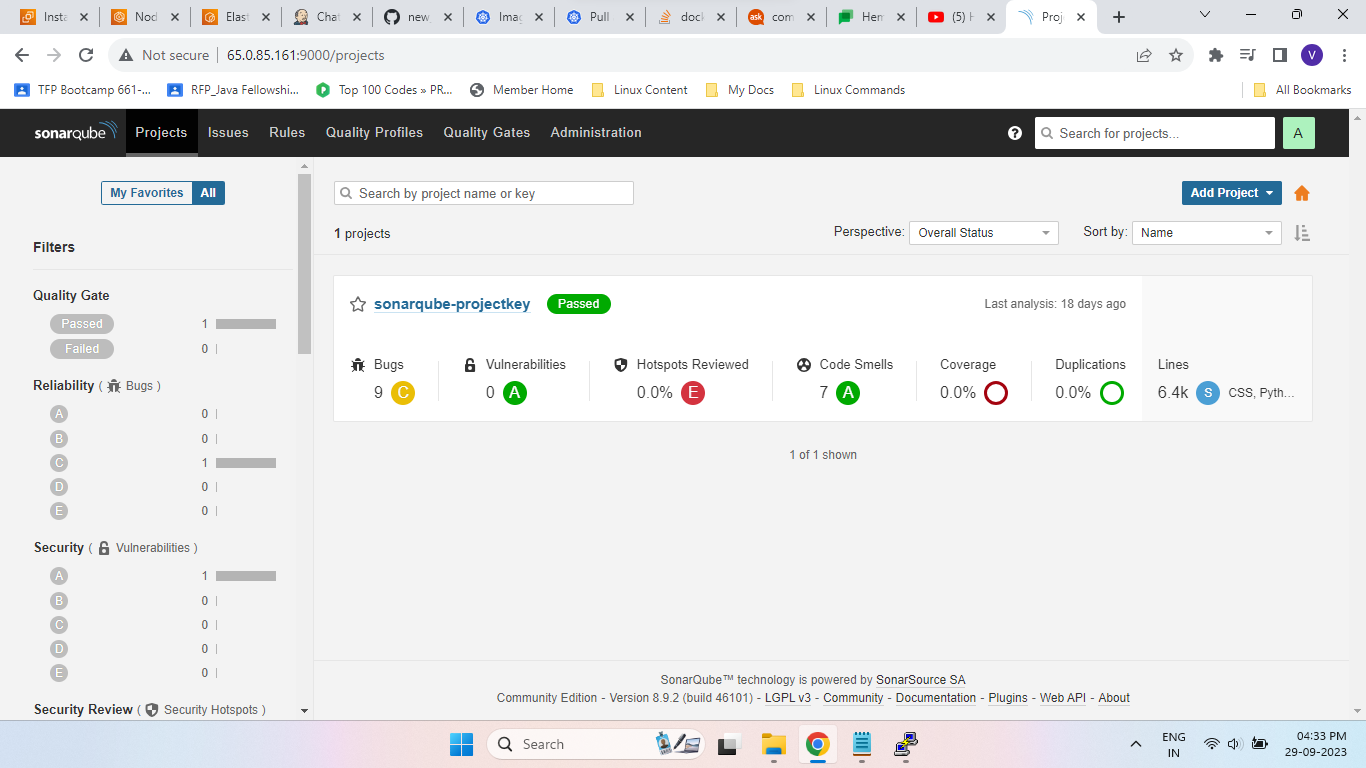 Insta
Nod
Elast
Chat
new_
Imag
Pull
dock
ask
com
Hem
(5) H
Proj
Not secure
65.0.85.161:9000/projects
V
TFP Bootcamp 661-...
RFP_Java Fellowshi...
Top 100 Codes » PR...
Member Home
Linux Content
My Docs
Linux Commands
All Bookmarks
sonarqube
Projects
Issues
Rules
Quality Profiles
Quality Gates
Administration
?
Search for projects...
A
My Favorites
All
Search by project name or key
Add Project
Filters
1 projects
Perspective:
Overall Status
Sort by:
Name
Quality Gate
Passed 1
Failed 0
Reliability ( Bugs )
A 0
B 0
C 1
D 0
E 0
Security ( Vulnerabilities )
A 1
B 0
C 0
D 0
E 0
Security Review ( Security Hotspots )
sonarqube-projectkey
Passed
Last analysis: 18 days ago
Bugs
9 C
Vulnerabilities
0 A
Hotspots Reviewed
0.0% E
Code Smells
7 A
Coverage
0.0%
Duplications
0.0%
Lines
6.4k S CSS, Pyth...
1 of 1 shown
SonarQube™ technology is powered by SonarSource SA
Community Edition - Version 8.9.2 (build 46101) - LGPL v3 - Community - Documentation - Plugins - Web API - About
Search
ENG
IN
04:33 PM
29-09-2023